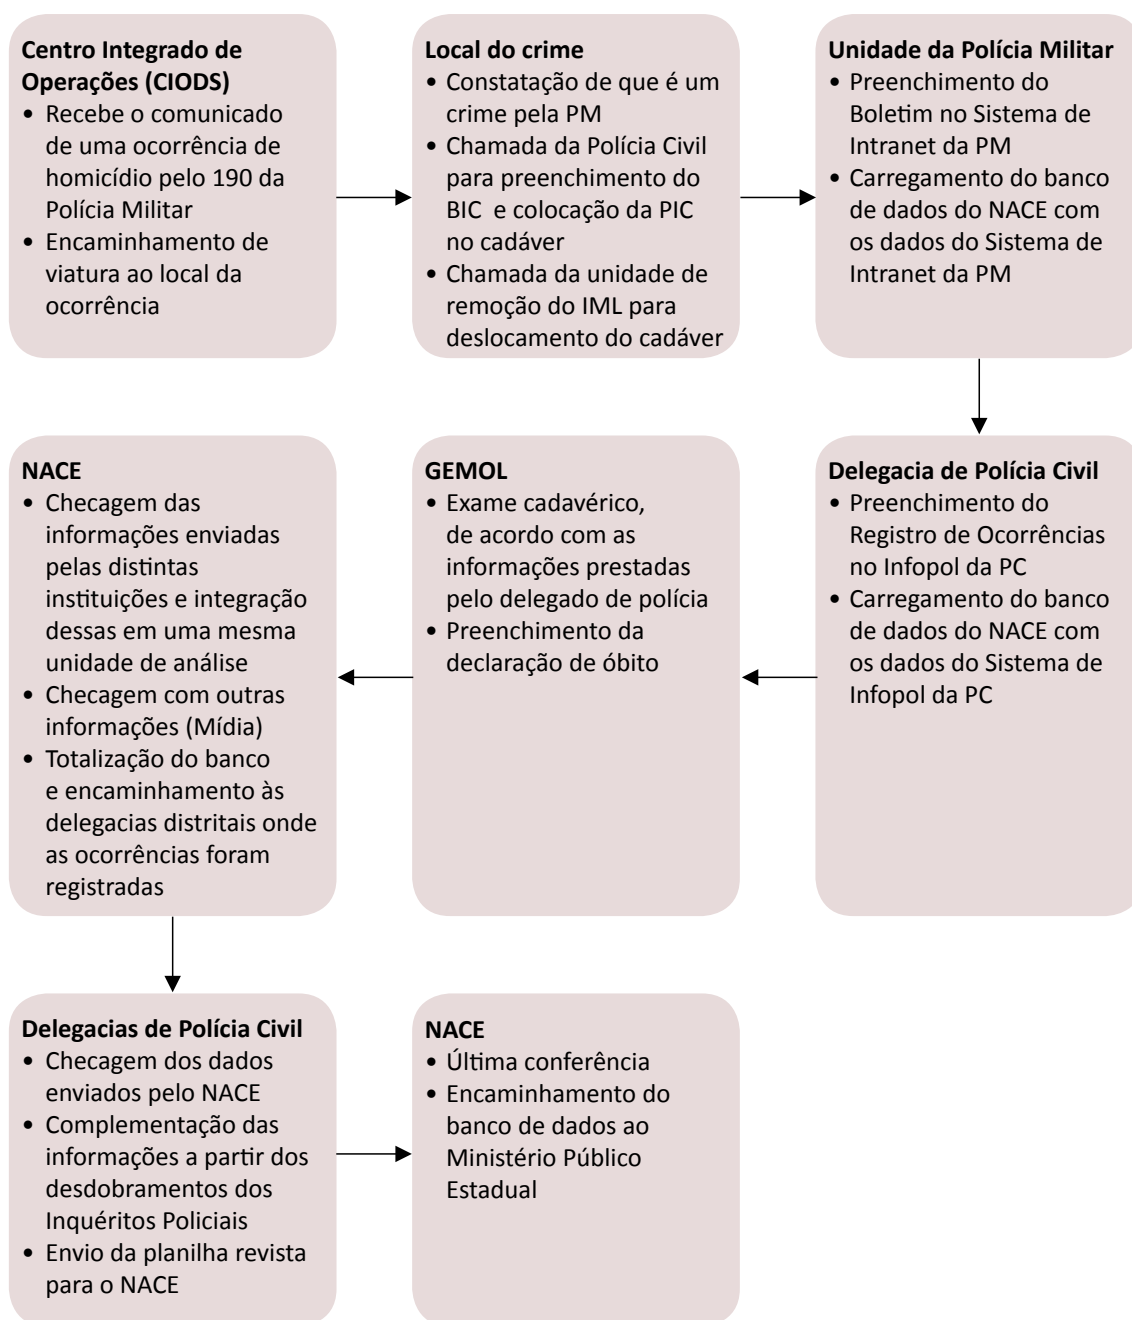 Centro Integrado de
Operações (CIODS)
• Recebe o comunicado
de uma ocorrência de
homicídio pelo 190 da
Polícia Militar
• Encaminhamento de
viatura ao local da
ocorrência
Local do crime
• Constatação de que é um
crime pela PM
• Chamada da Polícia Civil
para preenchimento do
BIC e colocação da PIC
no cadáver
• Chamada da unidade de
remoção do IML para
deslocamento do cadáver
Unidade da Polícia Militar
• Preenchimento do
Boletim no Sistema de
Intranet da PM
• Carregamento do banco
de dados do NACE com
os dados do Sistema de
Intranet da PM
Delegacia de Polícia Civil
• Preenchimento do
Registro de Ocorrências
no Infopol da PC
• Carregamento do banco
de dados do NACE com
os dados do Sistema de
Infopol da PC
GEMOL
• Exame cadavérico,
de acordo com as
informações prestadas
pelo delegado de polícia
• Preenchimento da
declaração de óbito
NACE
• Checagem das
informações enviadas
pelas distintas
instituições e integração
dessas em uma mesma
unidade de análise
• Checagem com outras
informações (Mídia)
• Totalização do banco
e encaminhamento às
delegacias distritais onde
as ocorrências foram
registradas
Delegacias de Polícia Civil
• Checagem dos dados
enviados pelo NACE
• Complementação das
informações a partir dos
desdobramentos dos
Inquéritos Policiais
• Envio da planilha revista
para o NACE
NACE
• Última conferência
• Encaminhamento do
banco de dados ao
Ministério Público
Estadual